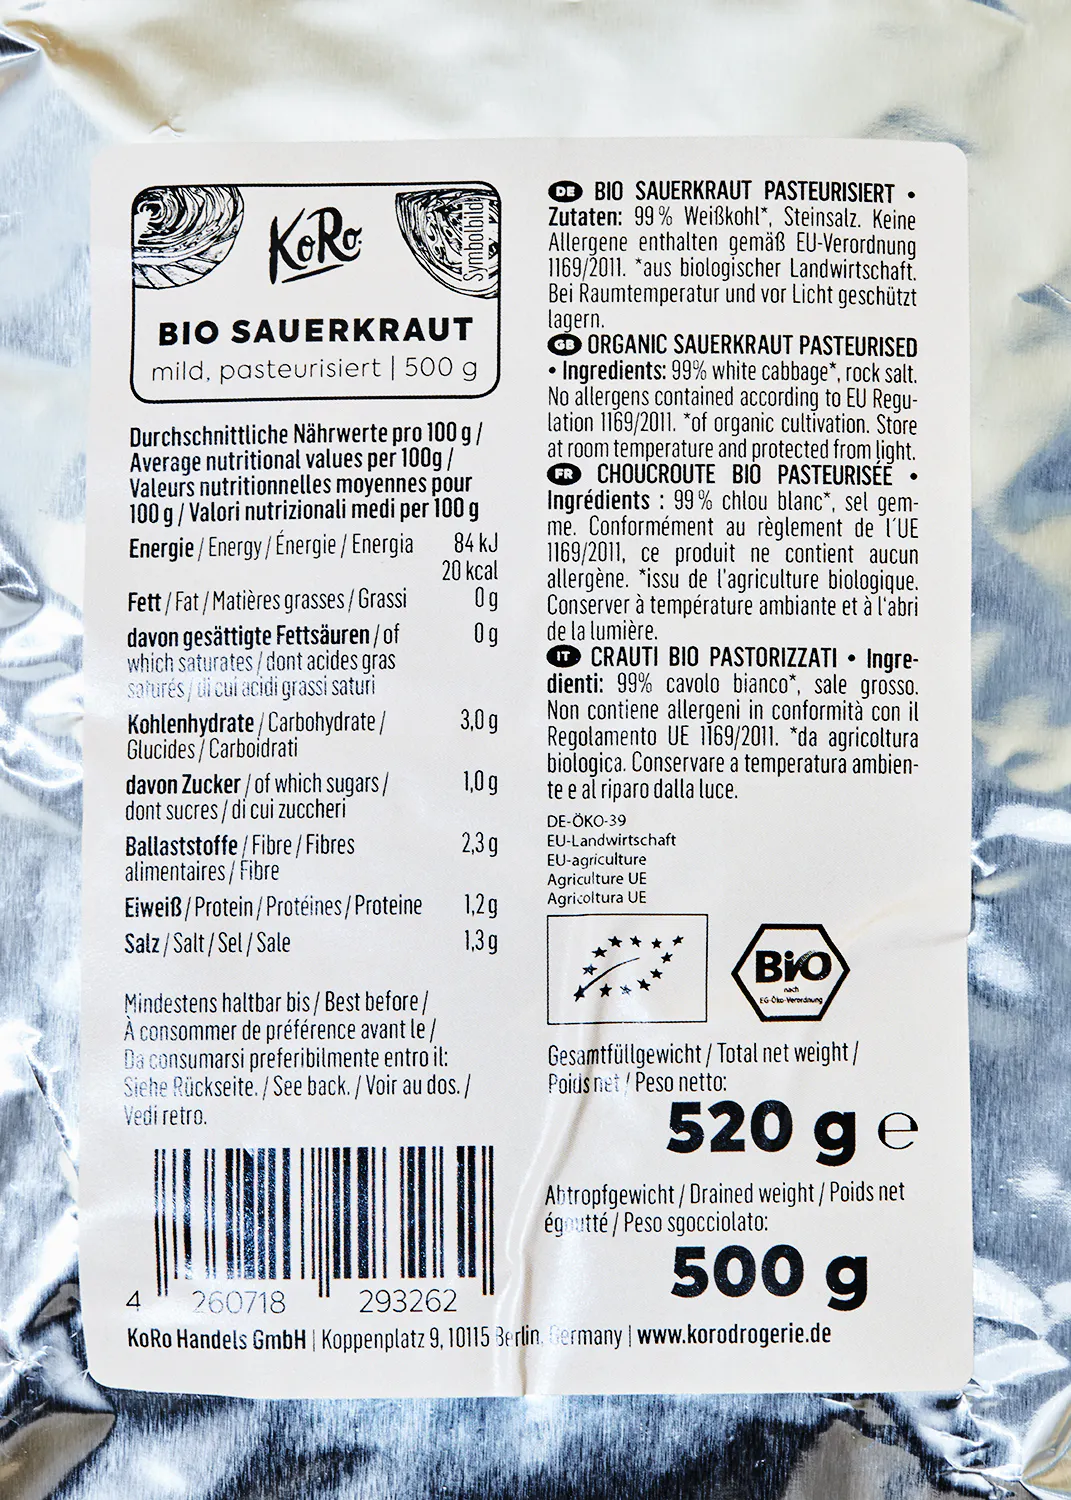 KoRo
Symbolbild
BIO SAUERKRAUT
mild, pasteurisiert | 500 g
Durchschnittliche Nährwerte pro 100 g /
Average nutritional values per 100g /
Valeurs nutritionnelles moyennes pour
100 g / Valori nutrizionali medi per 100 g
Energie / Energy / Énergie / Energia 84 kJ
20 kcal
Fett / Fat / Matières grasses / Grassi 0 g
davon gesättigte Fettsäuren / of 0 g
which saturates / dont acides gras
saturés / di cui acidi grassi saturi
Kohlenhydrate / Carbohydrate / 3,0 g
Glucides / Carboidrati
davon Zucker / of which sugars / 1,0 g
dont sucres / di cui zuccheri
Ballaststoffe / Fibre / Fibres 2,3 g
alimentaires / Fibre
Eiweiß / Protein / Protéines / Proteine 1,2 g
Salz / Salt / Sel / Sale 1,3 g
Mindestens haltbar bis / Best before /
À consommer de préférence avant le /
Da consumarsi preferibilmente entro il:
Siehe Rückseite. / See back. / Voir au dos. /
Vedi retro.
4 260718 293262
KoRo Handels GmbH | Koppenplatz 9, 10115 Berlin, Germany | www.korodrogerie.de
DE BIO SAUERKRAUT PASTEURISIERT •
Zutaten: 99 % Weißkohl*, Steinsalz. Keine
Allergene enthalten gemäß EU-Verordnung
1169/2011. *aus biologischer Landwirtschaft.
Bei Raumtemperatur und vor Licht geschützt
lagern.
GB ORGANIC SAUERKRAUT PASTEURISED
• Ingredients: 99% white cabbage*, rock salt.
No allergens contained according to EU Regu-
lation 1169/2011. *of organic cultivation. Store
at room temperature and protected from light.
FR CHOUCROUTE BIO PASTEURISÉE •
Ingrédients : 99 % chlou blanc*, sel gem-
me. Conformément au règlement de l'UE
1169/2011, ce produit ne contient aucun
allergène. *issu de l'agriculture biologique.
Conserver à température ambiante et à l'abri
de la lumière.
IT CRAUTI BIO PASTORIZZATI • Ingre-
dienti: 99% cavolo bianco*, sale grosso.
Non contiene allergeni in conformità con il
Regolamento UE 1169/2011. *da agricoltura
biologica. Conservare a temperatura ambien-
te e al riparo dalla luce.
DE-ÖKO-39
EU-Landwirtschaft
EU-agriculture
Agriculture UE
Agricoltura UE
Bio
nach
EG-Öko-Verordnung
Gesamtfüllgewicht / Total net weight /
Poids net / Peso netto:
520 g ℮
Abtropfgewicht / Drained weight / Poids net
égoutté / Peso sgocciolato:
500 g